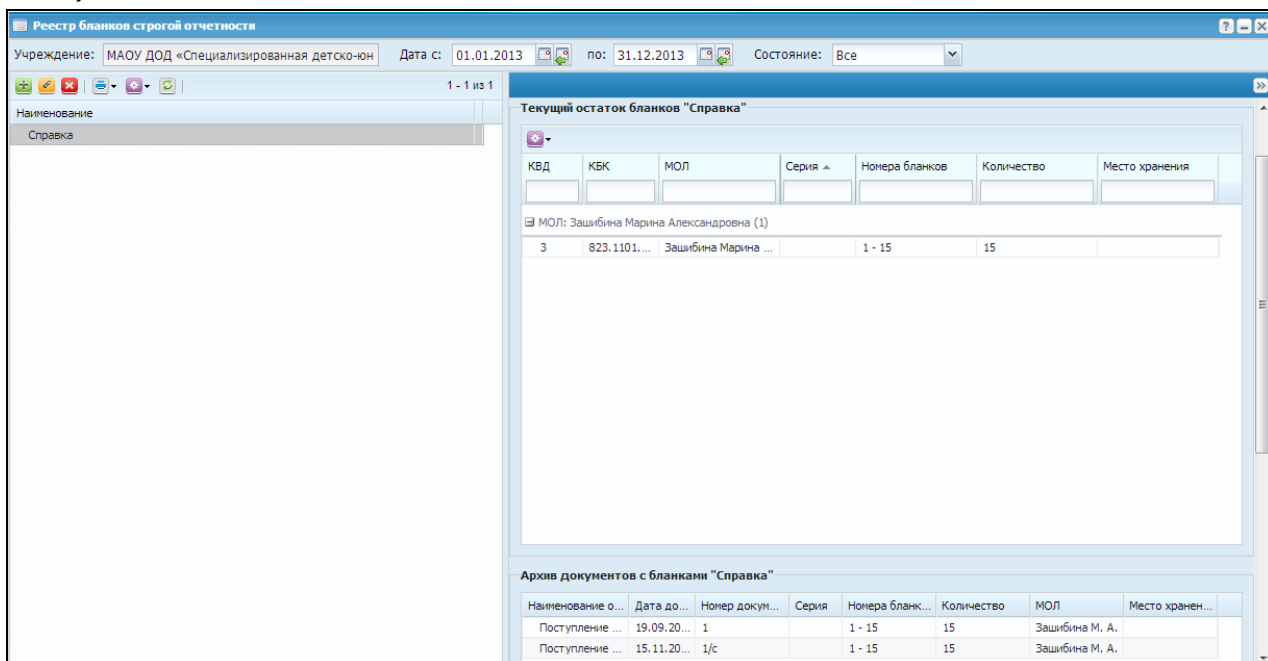 Реестр бланков строгой отчетности
Учреждение: МАОУ ДОД «Специализированная детско-юн Дата с: 01.01.2013 по: 31.12.2013 Состояние: Все
1 - 1 из 1
Наименование
Справка
Текущий остаток бланков "Справка"
КВД КБК МОЛ Серия Номера бланков Количество Место хранения
МОЛ: Зашибина Марина Александровна (1)
3 823.1101.... Зашибина Марина ... 1 - 15 15
Архив документов с бланками "Справка"
Наименование о... Дата до... Номер докум... Серия Номера бланк... Количество МОЛ Место хранен...
Поступление ... 19.09.20... 1 1 - 15 15 Зашибина М. А.
Поступление ... 15.11.20... 1/с 1 - 15 15 Зашибина М. А.